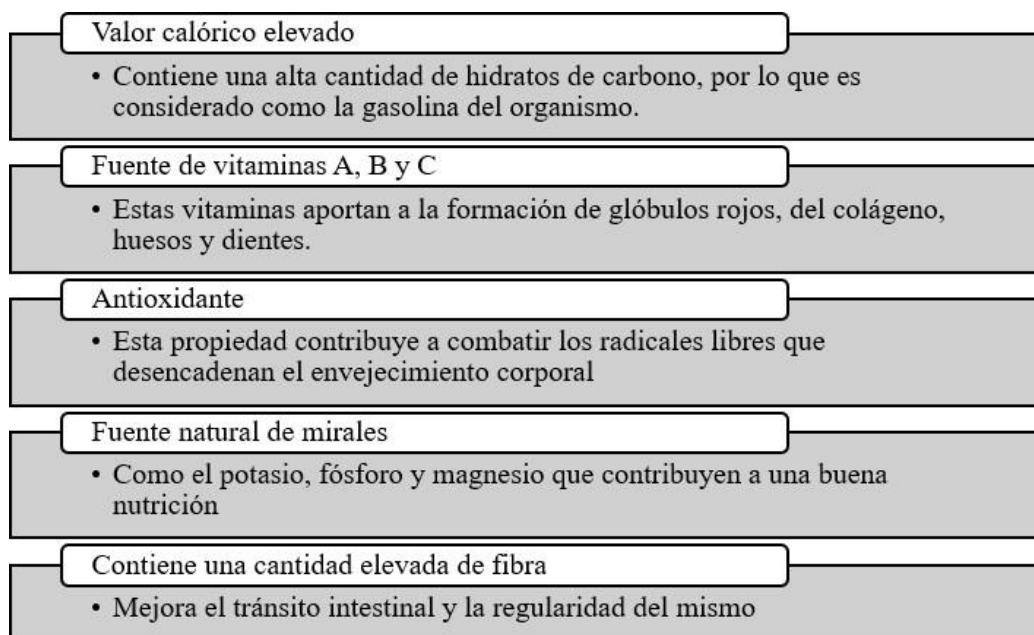 Valor calórico elevado
• Contiene una alta cantidad de hidratos de carbono, por lo que es
considerado como la gasolina del organismo.
Fuente de vitaminas A, B y C
• Estas vitaminas aportan a la formación de glóbulos rojos, del colágeno,
huesos y dientes.
Antioxidante
• Esta propiedad contribuye a combatir los radicales libres que
desencadenan el envejecimiento corporal
Fuente natural de mirales
• Como el potasio, fósforo y magnesio que contribuyen a una buena
nutrición
Contiene una cantidad elevada de fibra
• Mejora el tránsito intestinal y la regularidad del mismo